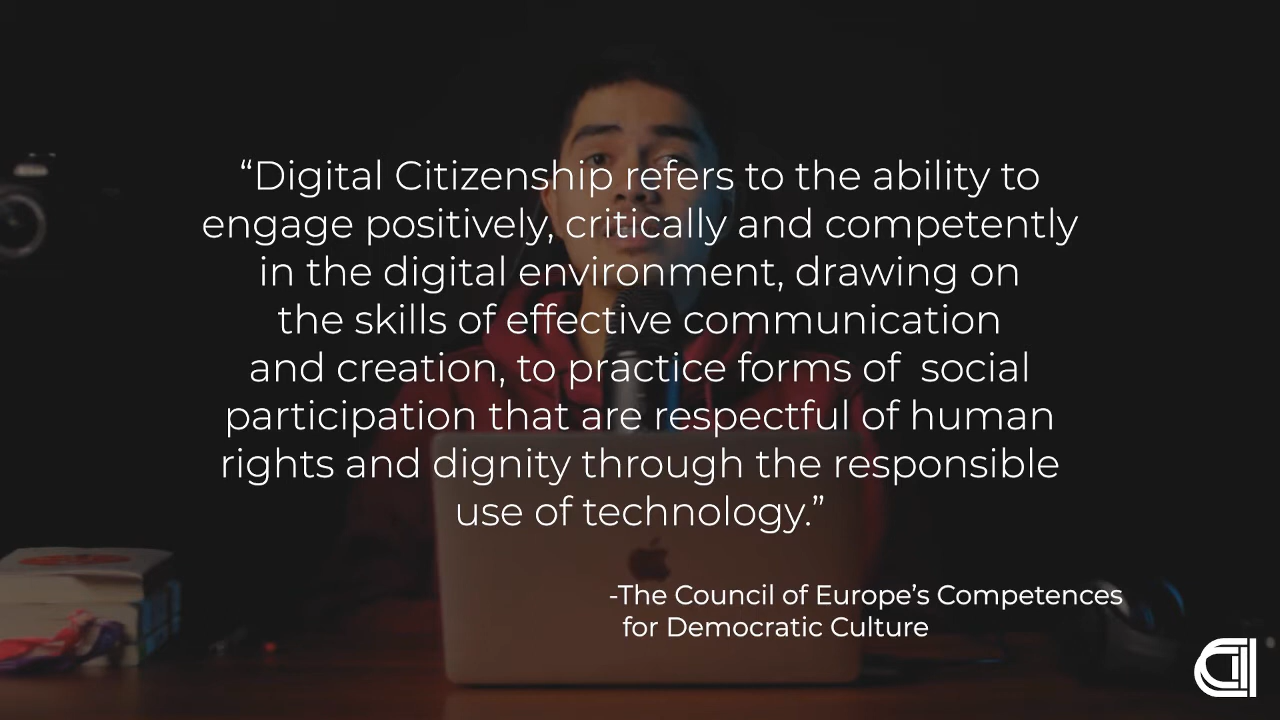 “Digital Citizenship refers to the ability to
engage positively, critically and competently
in the digital environment, drawing on
the skills of effective communication
and creation, to practice forms of  social
participation that are respectful of human
rights and dignity through the responsible
use of technology.”
-The Council of Europe’s Competences
for Democratic Culture